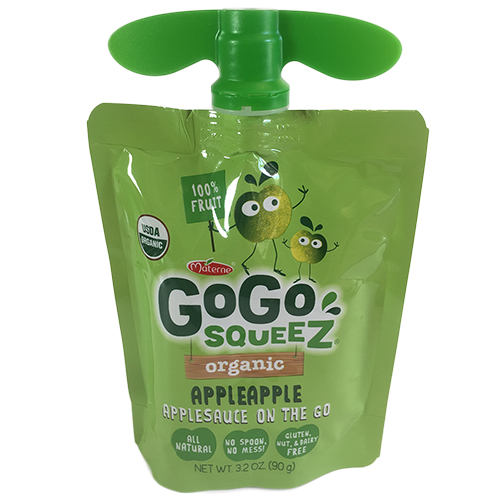 100%
FRUIT
USDA
ORGANIC
Materne
GoGo
SQUEEZ®
organic
APPLEAPPLE
APPLESAUCE ON THE GO
ALL
NATURAL
NO SPOON,
NO MESS!
GLUTEN,
NUT, & DAIRY
FREE
NET WT. 3.2 OZ. (90g)